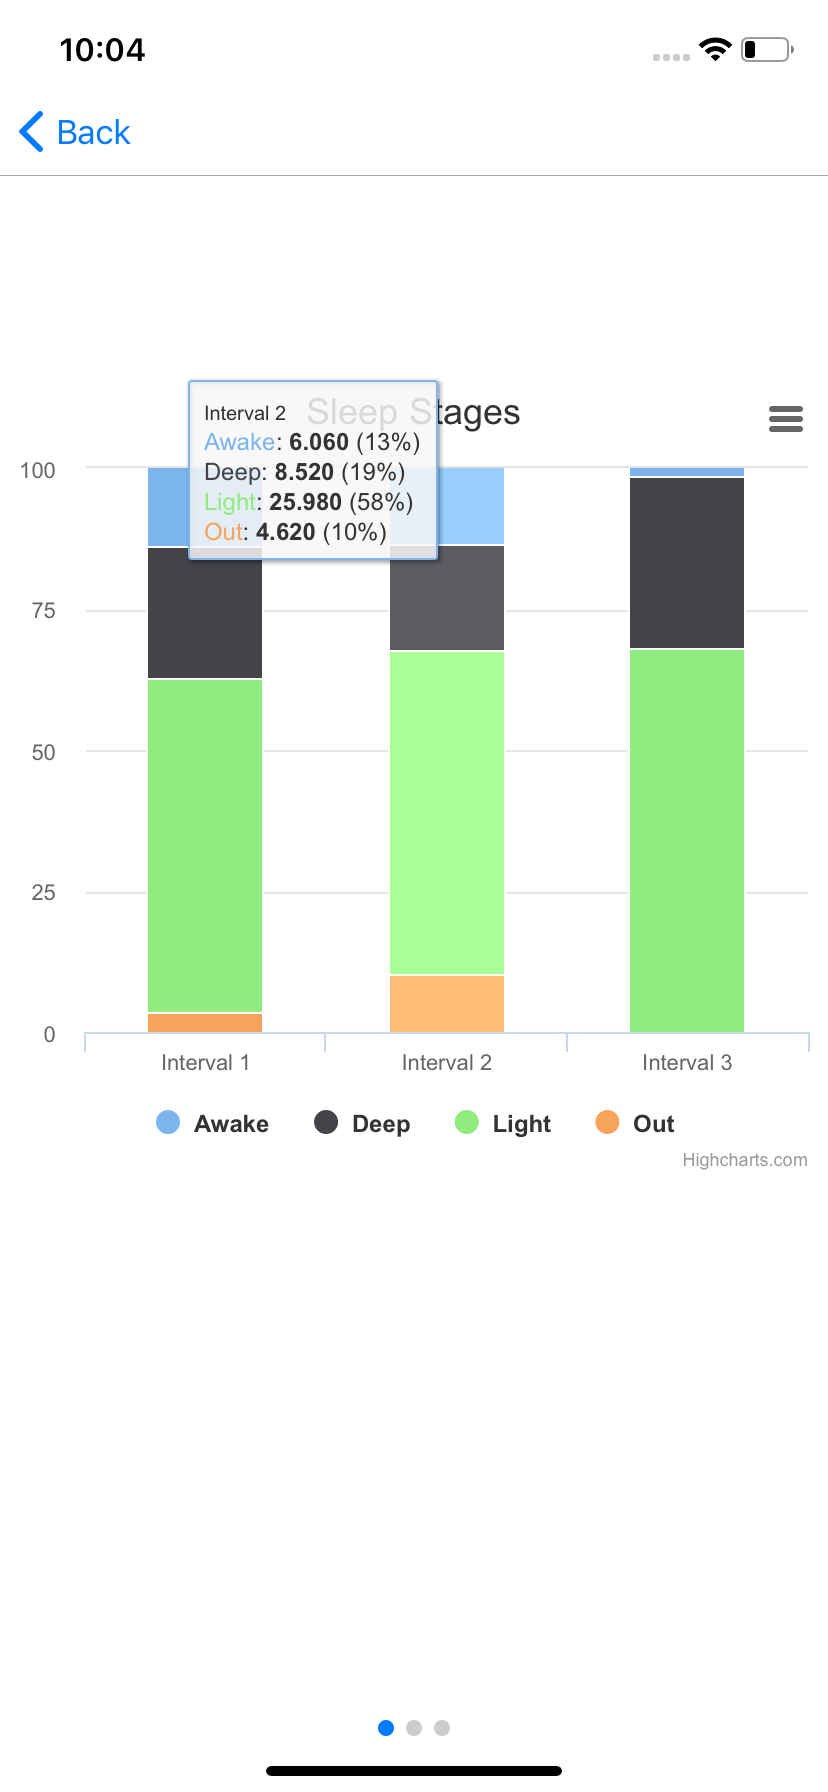 10:04
Back
Sleep Stages
Interval 2
Awake: 6.060 (13%)
Deep: 8.520 (19%)
Light: 25.980 (58%)
Out: 4.620 (10%)
100
75
50
25
0
Interval 1 Interval 2 Interval 3
Awake Deep Light Out
Highcharts.com